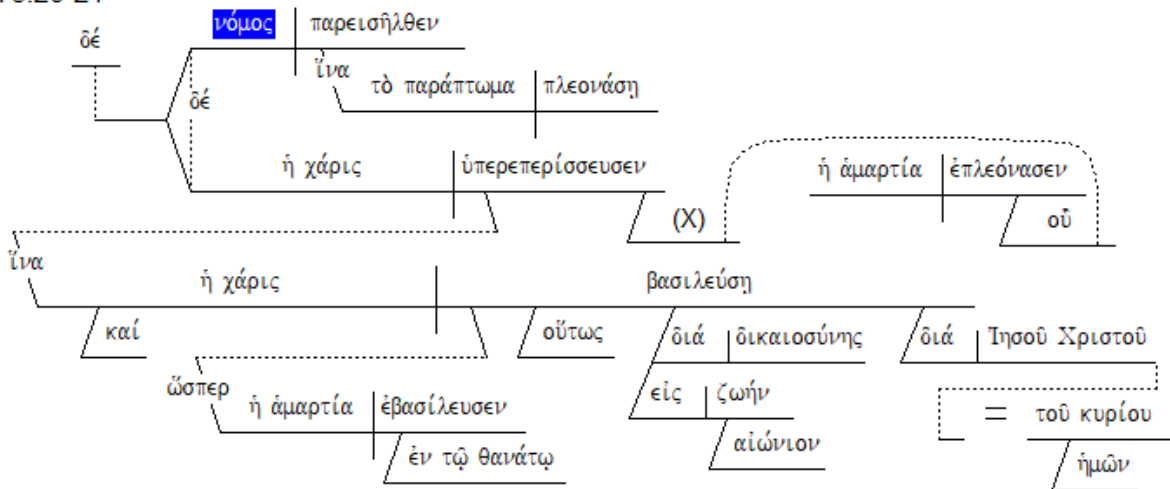 νόμος παρεισῆλθεν
δέ
ἵνα
τὸ παράπτωμα πλεονάσῃ
δέ
ἡ χάρις ὑπερεπερίσσευσεν ἡ ἁμαρτία ἐπλεόνασεν
(X) οὗ
ἵνα
ἡ χάρις βασιλεύσῃ
καί οὕτως διά δικαιοσύνης διά Ἰησοῦ Χριστοῦ
ὥσπερ
ἡ ἁμαρτία ἐβασίλευσεν εἰς ζωήν = τοῦ κυρίου
ἐν τῷ θανάτῳ αἰώνιον ἡμῶν